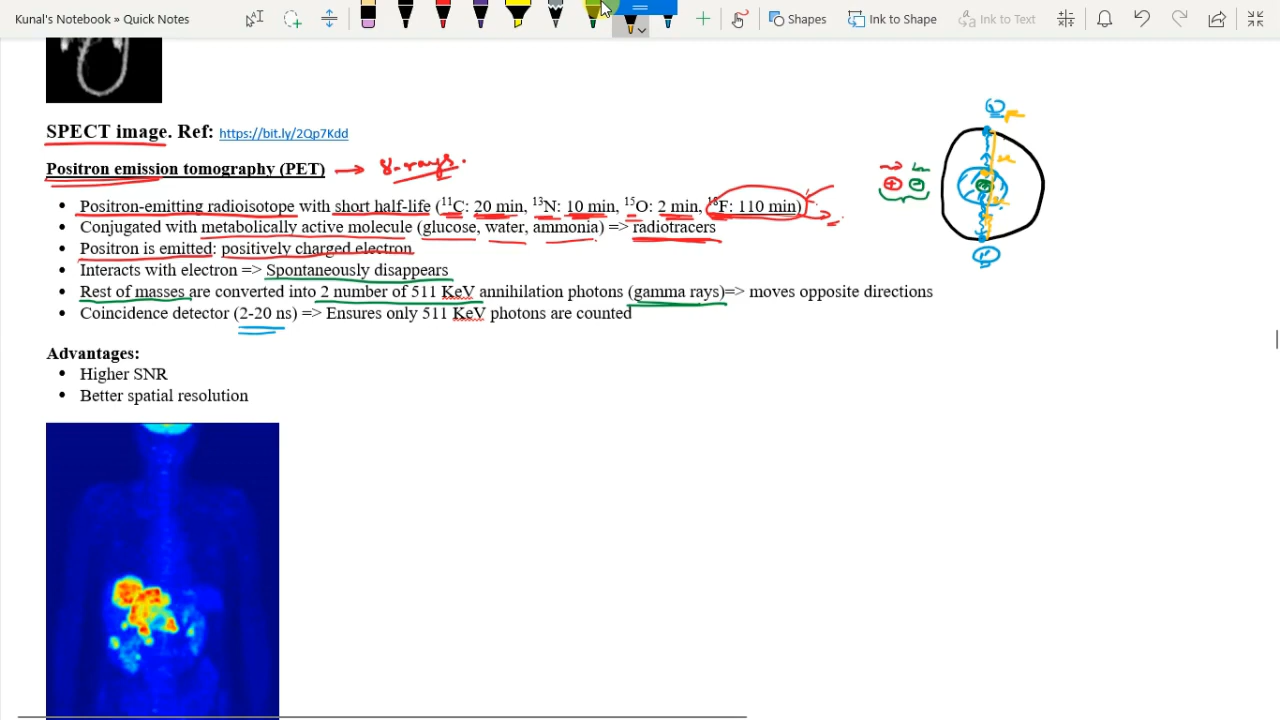 Kunal's Notebook » Quick Notes
Shapes
Ink to Shape
Ink to Text
SPECT image. Ref: https://bit.ly/2Qp7Kdd
Positron emission tomography (PET) → γ-rays.
• Positron-emitting radioisotope with short half-life (¹¹C: 20 min, ¹³N: 10 min, ¹⁵O: 2 min, ¹⁸F: 110 min)
• Conjugated with metabolically active molecule (glucose, water, ammonia) => radiotracers
• Positron is emitted: positively charged electron
• Interacts with electron => Spontaneously disappears
• Rest of masses are converted into 2 number of 511 KeV annihilation photons (gamma rays)=> moves opposite directions
• Coincidence detector (2-20 ns) => Ensures only 511 KeV photons are counted
Advantages:
• Higher SNR
• Better spatial resolution